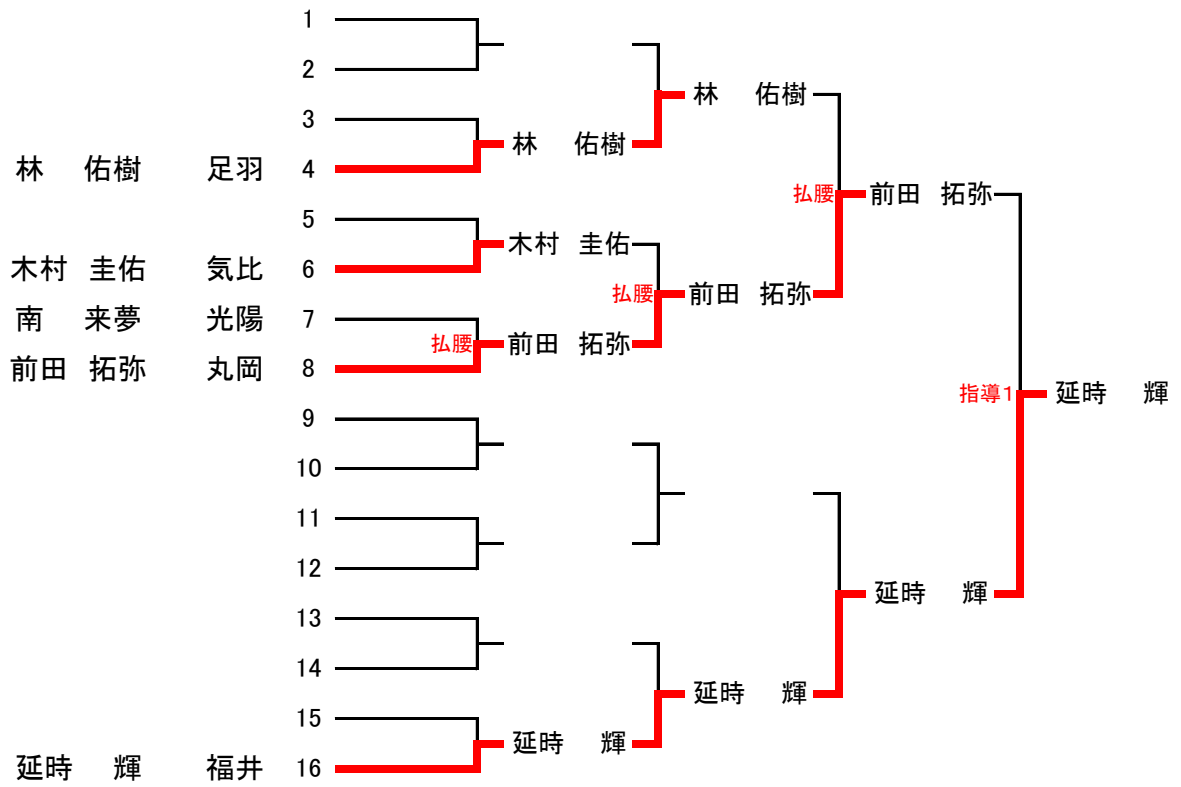 1
2
林 佑樹
3
林 佑樹
林 佑樹 足羽 4
払腰 前田 拓弥
5
木村 圭佑
木村 圭佑 気比 6
払腰 前田 拓弥
南 来夢 光陽 7
払腰 前田 拓弥
前田 拓弥 丸岡 8
指導1 延時 輝
9
10
11
12
延時 輝
13
14
延時 輝
15
延時 輝
延時 輝 福井 16